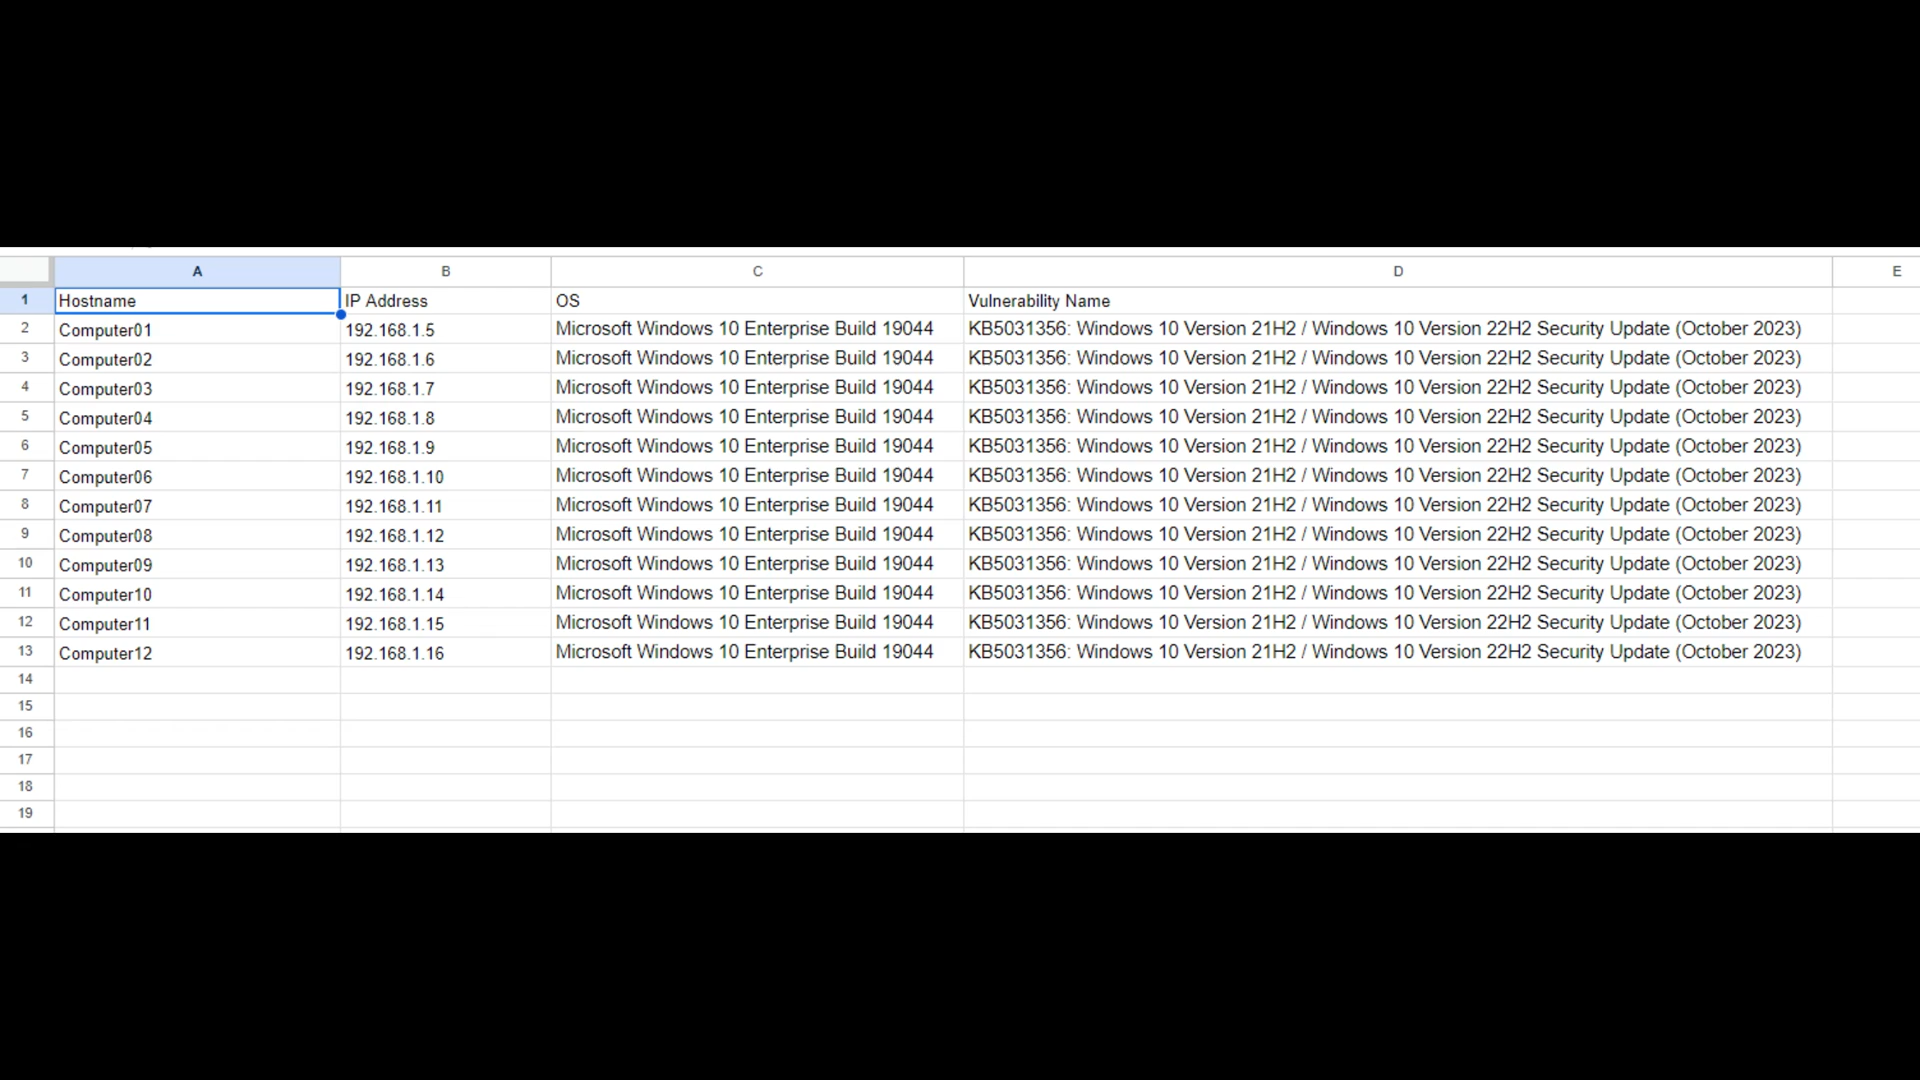 A B C D E
1 Hostname IP Address OS Vulnerability Name
2 Computer01 192.168.1.5 Microsoft Windows 10 Enterprise Build 19044 KB5031356: Windows 10 Version 21H2 / Windows 10 Version 22H2 Security Update (October 2023)
3 Computer02 192.168.1.6 Microsoft Windows 10 Enterprise Build 19044 KB5031356: Windows 10 Version 21H2 / Windows 10 Version 22H2 Security Update (October 2023)
4 Computer03 192.168.1.7 Microsoft Windows 10 Enterprise Build 19044 KB5031356: Windows 10 Version 21H2 / Windows 10 Version 22H2 Security Update (October 2023)
5 Computer04 192.168.1.8 Microsoft Windows 10 Enterprise Build 19044 KB5031356: Windows 10 Version 21H2 / Windows 10 Version 22H2 Security Update (October 2023)
6 Computer05 192.168.1.9 Microsoft Windows 10 Enterprise Build 19044 KB5031356: Windows 10 Version 21H2 / Windows 10 Version 22H2 Security Update (October 2023)
7 Computer06 192.168.1.10 Microsoft Windows 10 Enterprise Build 19044 KB5031356: Windows 10 Version 21H2 / Windows 10 Version 22H2 Security Update (October 2023)
8 Computer07 192.168.1.11 Microsoft Windows 10 Enterprise Build 19044 KB5031356: Windows 10 Version 21H2 / Windows 10 Version 22H2 Security Update (October 2023)
9 Computer08 192.168.1.12 Microsoft Windows 10 Enterprise Build 19044 KB5031356: Windows 10 Version 21H2 / Windows 10 Version 22H2 Security Update (October 2023)
10 Computer09 192.168.1.13 Microsoft Windows 10 Enterprise Build 19044 KB5031356: Windows 10 Version 21H2 / Windows 10 Version 22H2 Security Update (October 2023)
11 Computer10 192.168.1.14 Microsoft Windows 10 Enterprise Build 19044 KB5031356: Windows 10 Version 21H2 / Windows 10 Version 22H2 Security Update (October 2023)
12 Computer11 192.168.1.15 Microsoft Windows 10 Enterprise Build 19044 KB5031356: Windows 10 Version 21H2 / Windows 10 Version 22H2 Security Update (October 2023)
13 Computer12 192.168.1.16 Microsoft Windows 10 Enterprise Build 19044 KB5031356: Windows 10 Version 21H2 / Windows 10 Version 22H2 Security Update (October 2023)
14
15
16
17
18
19